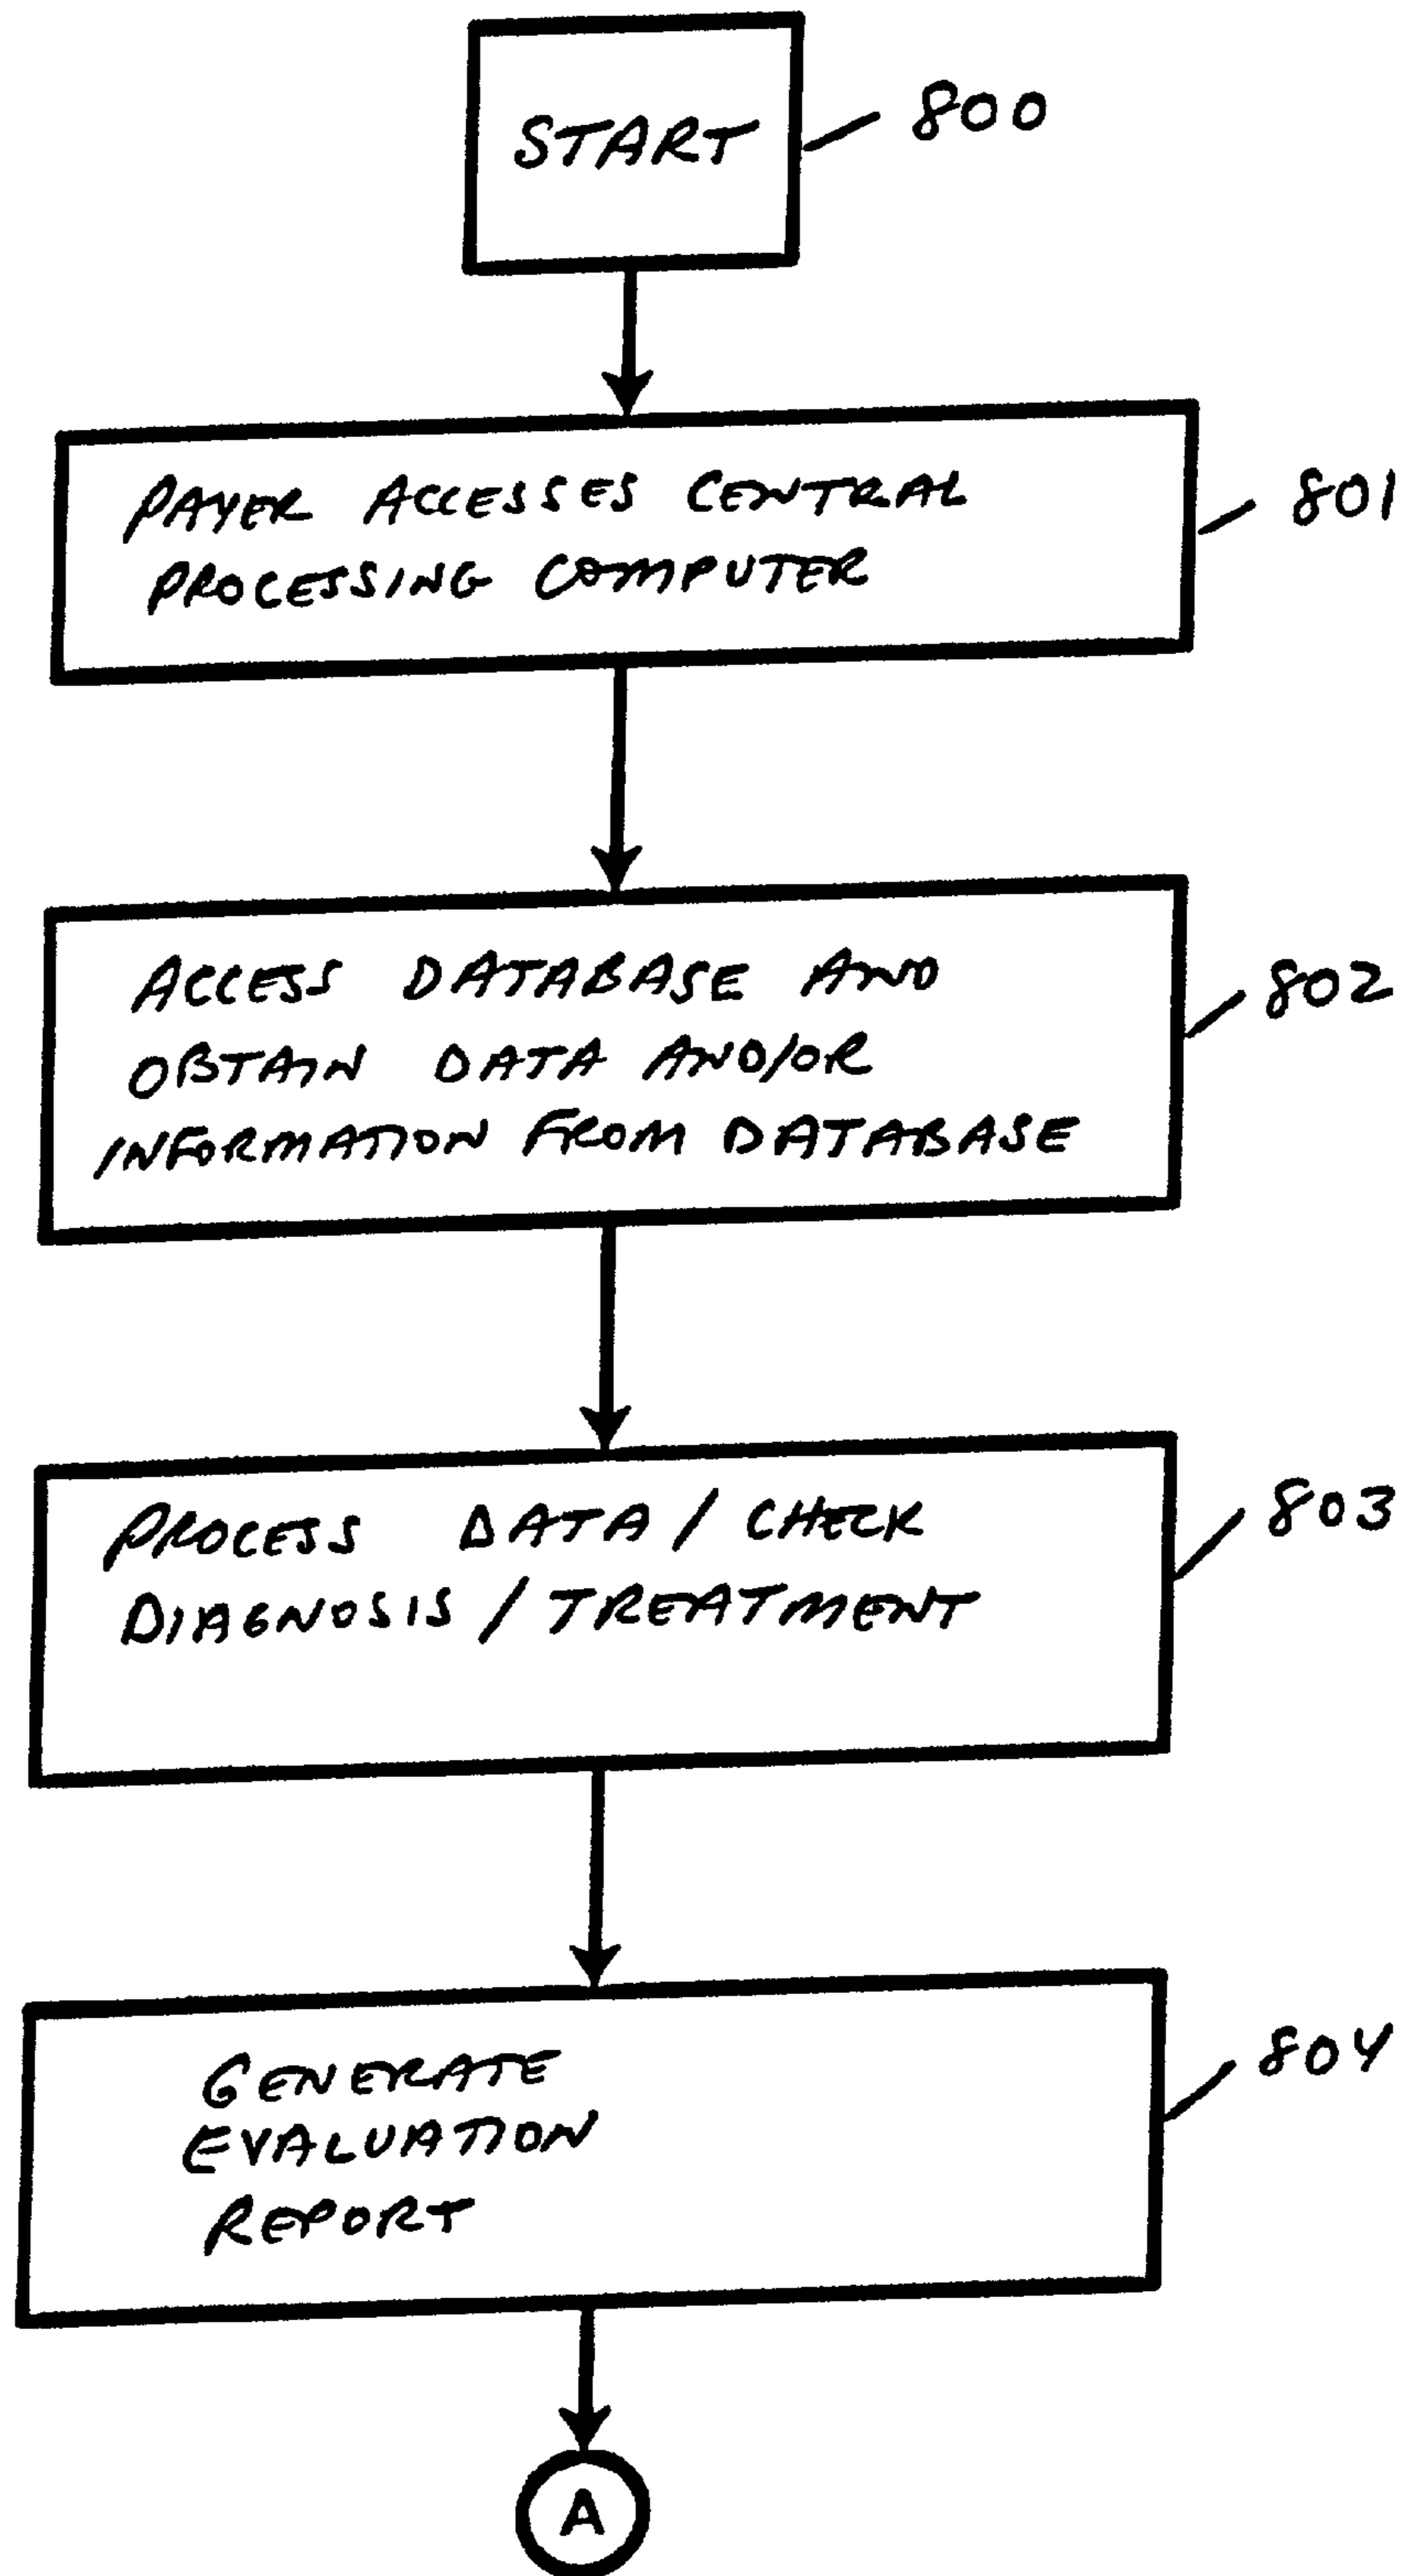 START
800
PAYER ACCESSES CENTRAL
PROCESSING COMPUTER
801
ACCESS DATABASE AND
OBTAIN DATA AND/OR
INFORMATION FROM DATABASE
802
PROCESS DATA / CHECK
DIAGNOSIS / TREATMENT
803
GENERATE
EVALUATION
REPORT
804
A